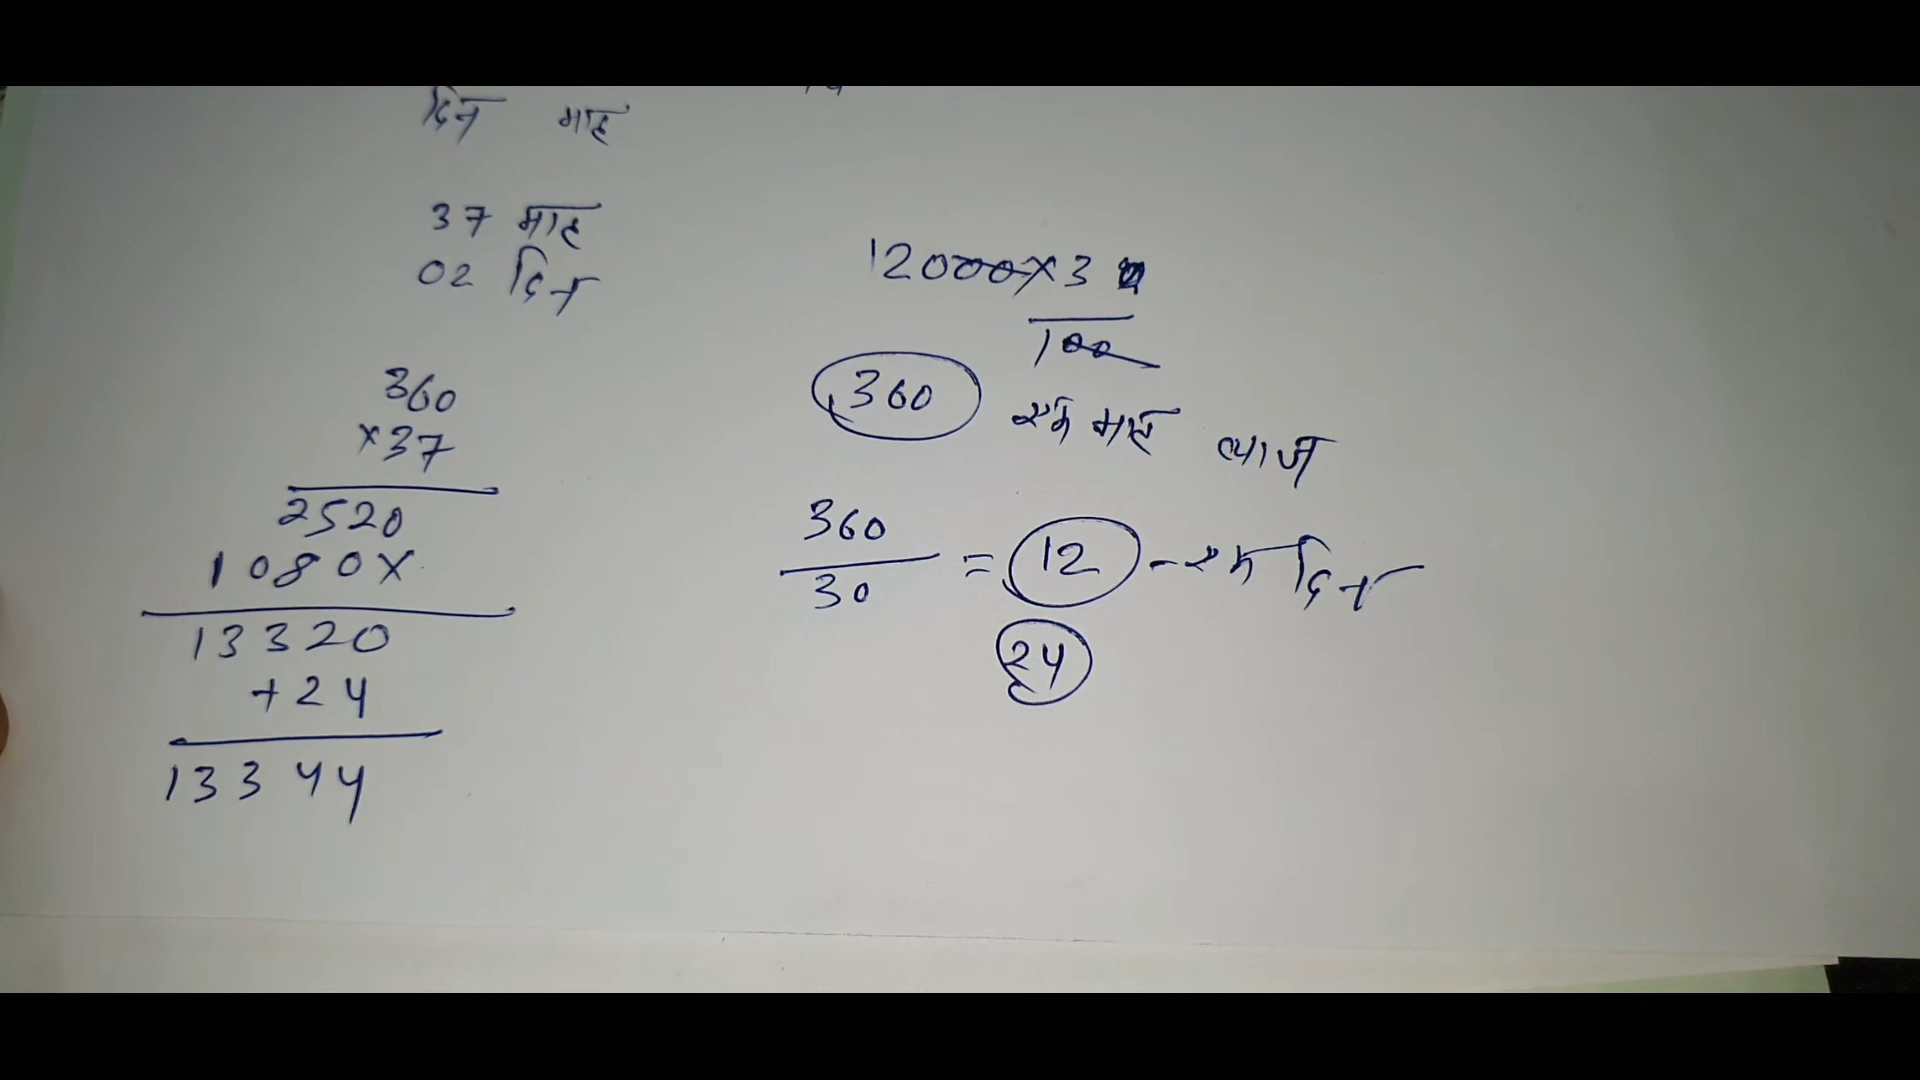 दिन माह
37 माह
02 दिन
360
×37
2520
1080×
13320
+24
13344
12000×3
100
360 एक माह ब्याज
360
30
= 12 - एक दिन
24